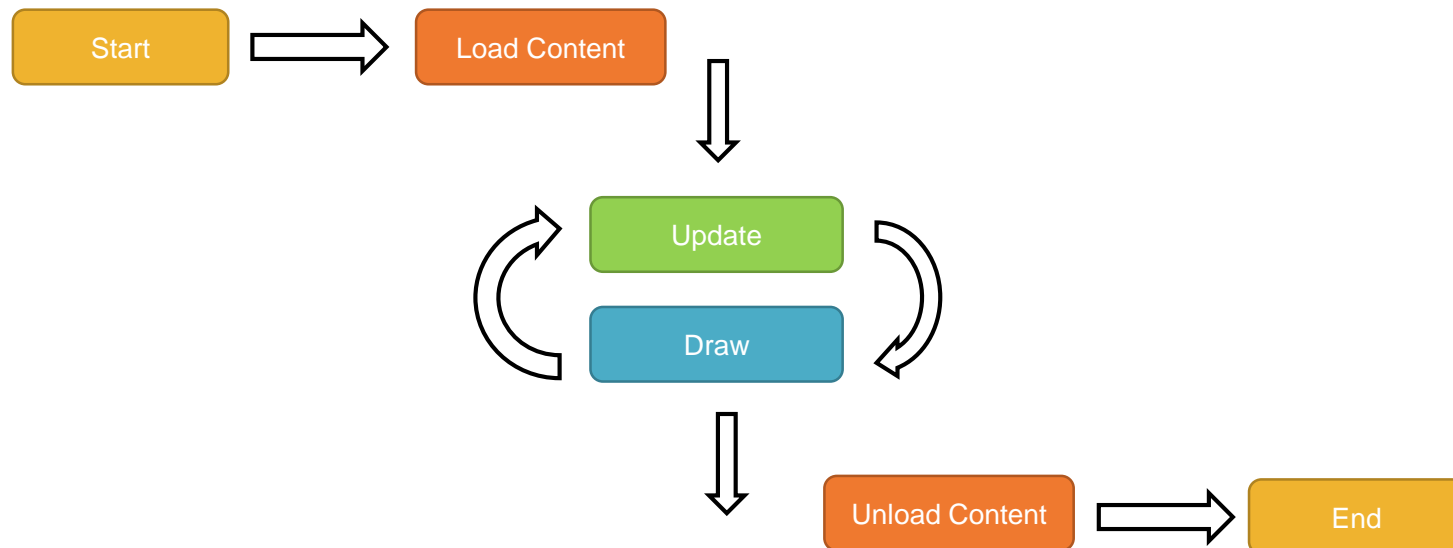 Start
Load Content
Update
Draw
Unload Content
End